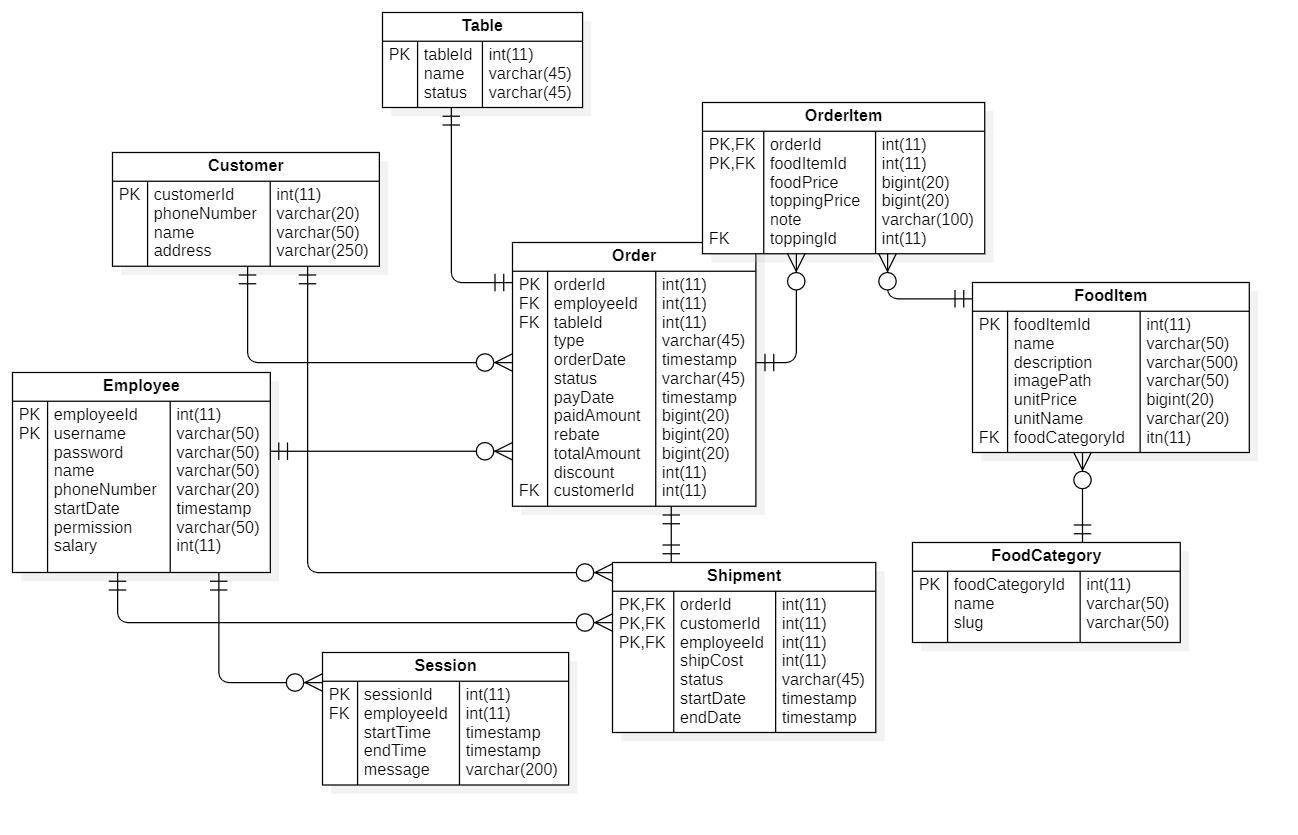 Table
PK tableId int(11)
name varchar(45)
status varchar(45)
OrderItem
PK,FK orderId int(11)
PK,FK foodItemId int(11)
foodPrice bigint(20)
toppingPrice bigint(20)
note varchar(100)
FK toppingId int(11)
Customer
PK customerId int(11)
phoneNumber varchar(20)
name varchar(50)
address varchar(250)
Order
PK orderId int(11)
FK employeeId int(11)
FK tableId int(11)
type varchar(45)
orderDate timestamp
status varchar(45)
payDate timestamp
paidAmount bigint(20)
rebate bigint(20)
totalAmount bigint(20)
discount int(11)
FK customerId int(11)
FoodItem
PK foodItemId int(11)
name varchar(50)
description varchar(500)
imagePath varchar(50)
unitPrice bigint(20)
unitName varchar(20)
FK foodCategoryId itn(11)
Employee
PK employeeId int(11)
PK username varchar(50)
password varchar(50)
name varchar(50)
phoneNumber varchar(20)
startDate timestamp
permission varchar(50)
salary int(11)
FoodCategory
PK foodCategoryId int(11)
name varchar(50)
slug varchar(50)
Shipment
PK,FK orderId int(11)
PK,FK customerId int(11)
PK,FK employeeId int(11)
shipCost int(11)
status varchar(45)
startDate timestamp
endDate timestamp
Session
PK sessionId int(11)
FK employeeId int(11)
startTime timestamp
endTime timestamp
message varchar(200)